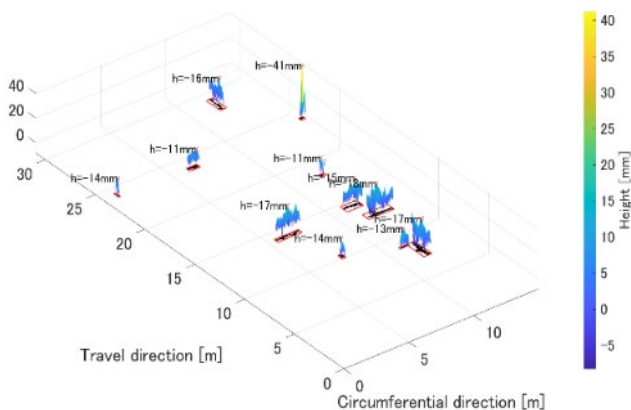 h=-16mm
h=-41mm
40
20
0
h=-11mm
h=-11mm
h=-14mm
30
25
h=-15mm
h=-18mm
h=-17mm
h=-17mm
20
h=-14mm
h=-13mm
15
10
5
0
0
5
10
Travel direction [m]
Circumferential direction [m]
40
35
30
25
20
15
10
5
0
-5
Height [mm]